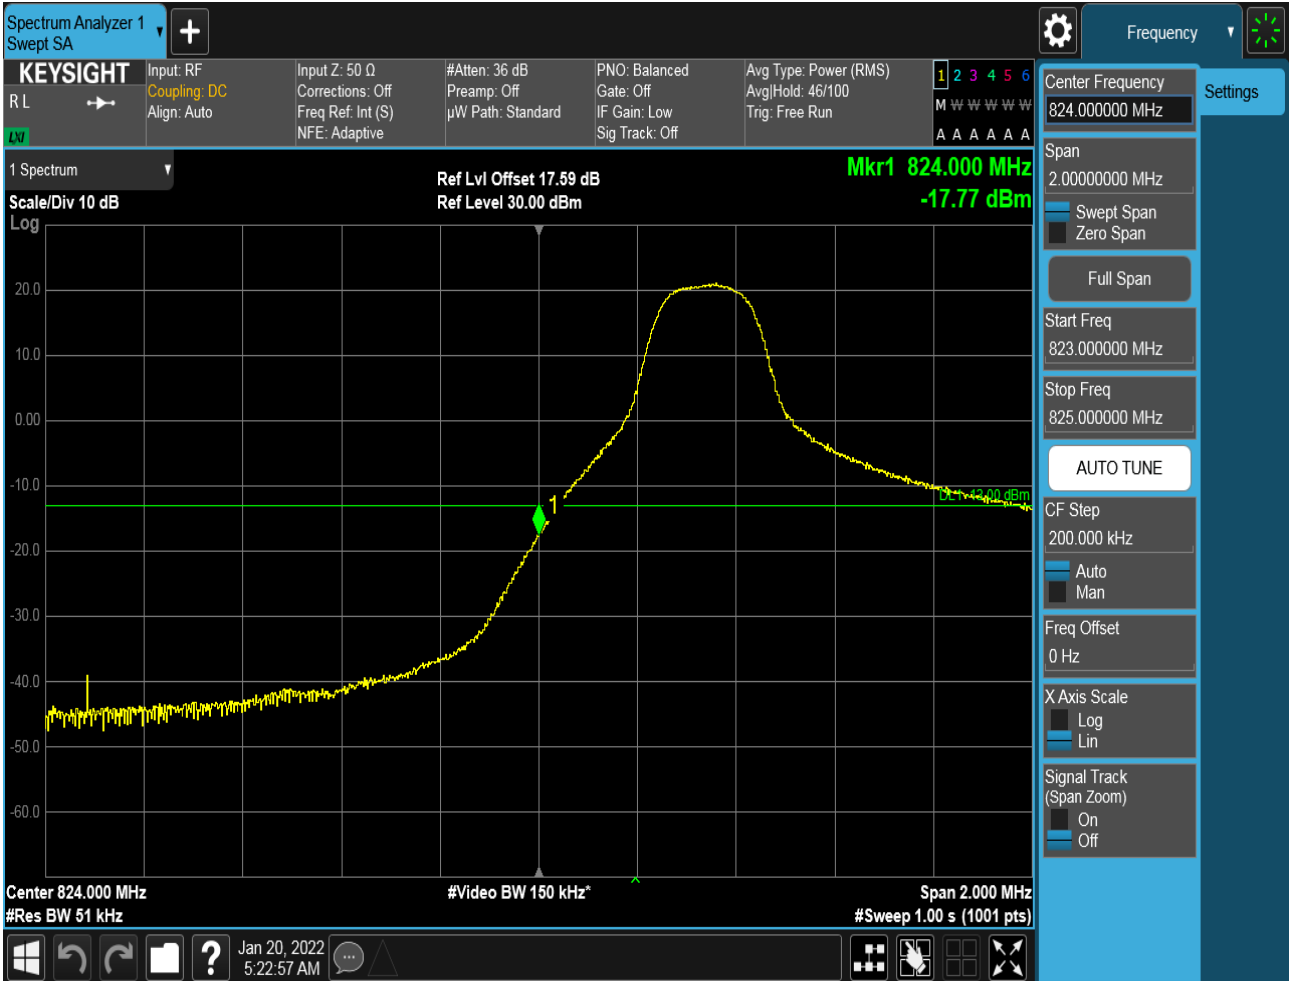 Spectrum Analyzer 1
Swept SA
Frequency
KEYSIGHT
R L
LXI
Input: RF
Coupling: DC
Align: Auto
Input Z: 50 Ω
Corrections: Off
Freq Ref: Int (S)
NFE: Adaptive
#Atten: 36 dB
Preamp: Off
µW Path: Standard
PNO: Balanced
Gate: Off
IF Gain: Low
Sig Track: Off
Avg Type: Power (RMS)
Avg|Hold: 46/100
Trig: Free Run
1 2 3 4 5 6
M W W W W W
A A A A A A
Center Frequency
824.000000 MHz
Settings
Span
2.00000000 MHz
Swept Span
Zero Span
Full Span
Start Freq
823.000000 MHz
Stop Freq
825.000000 MHz
AUTO TUNE
CF Step
200.000 kHz
Auto
Man
Freq Offset
0 Hz
X Axis Scale
Log
Lin
Signal Track
(Span Zoom)
On
Off
1 Spectrum
Scale/Div 10 dB
Log
Ref Lvl Offset 17.59 dB
Ref Level 30.00 dBm
Mkr1 824.000 MHz
-17.77 dBm
20.0
10.0
0.00
-10.0
-20.0
-30.0
-40.0
-50.0
-60.0
1
DL1 -13.00 dBm
Center 824.000 MHz
#Res BW 51 kHz
#Video BW 150 kHz*
Span 2.000 MHz
#Sweep 1.00 s (1001 pts)
?
Jan 20, 2022
5:22:57 AM